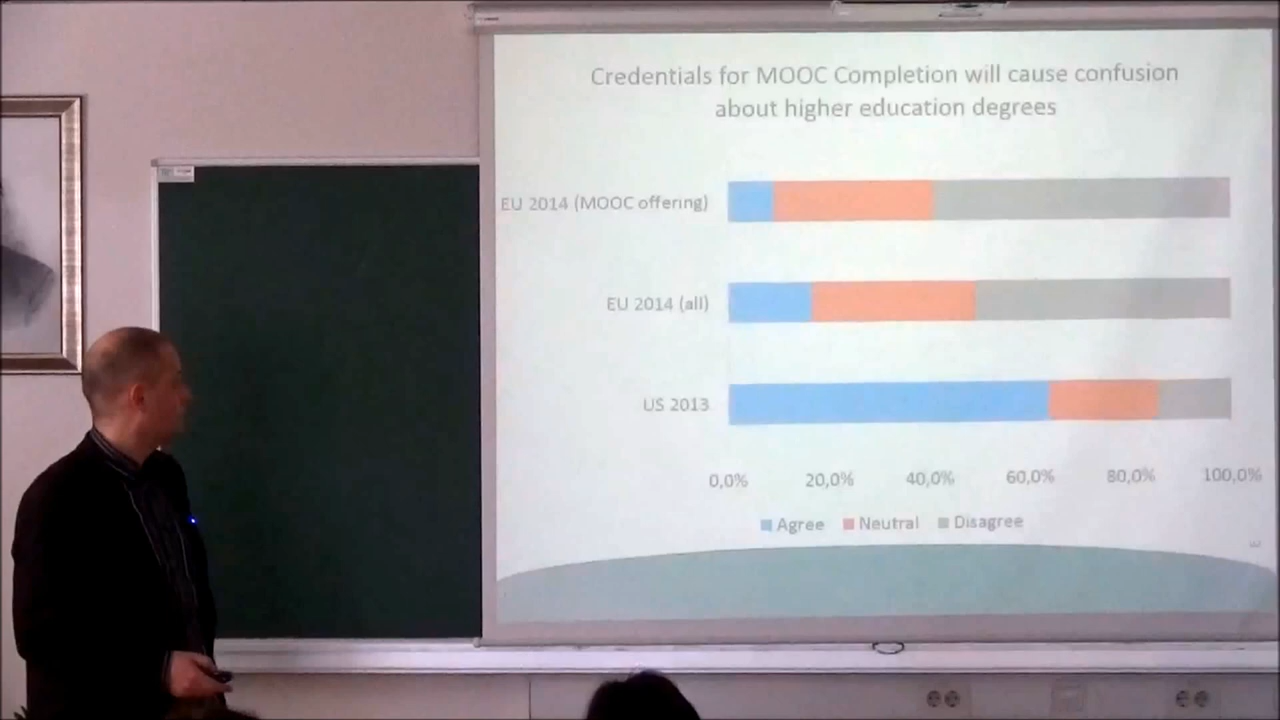 Credentials for MOOC Completion will cause confusion
about higher education degrees
EU 2014 (MOOC offering)
EU 2014 (all)
US 2013
0,0% 20,0% 40,0% 60,0% 80,0% 100,0%
Agree Neutral Disagree